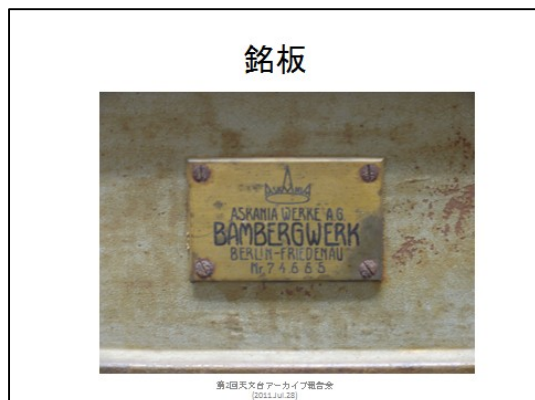 銘板
ASKANIA WERKE A.G.
BAMBERGWERK
BERLIN-FRIEDENAU
Nr. 74665
第2回天文台アーカイブ報告会
(2011.Jul.28)